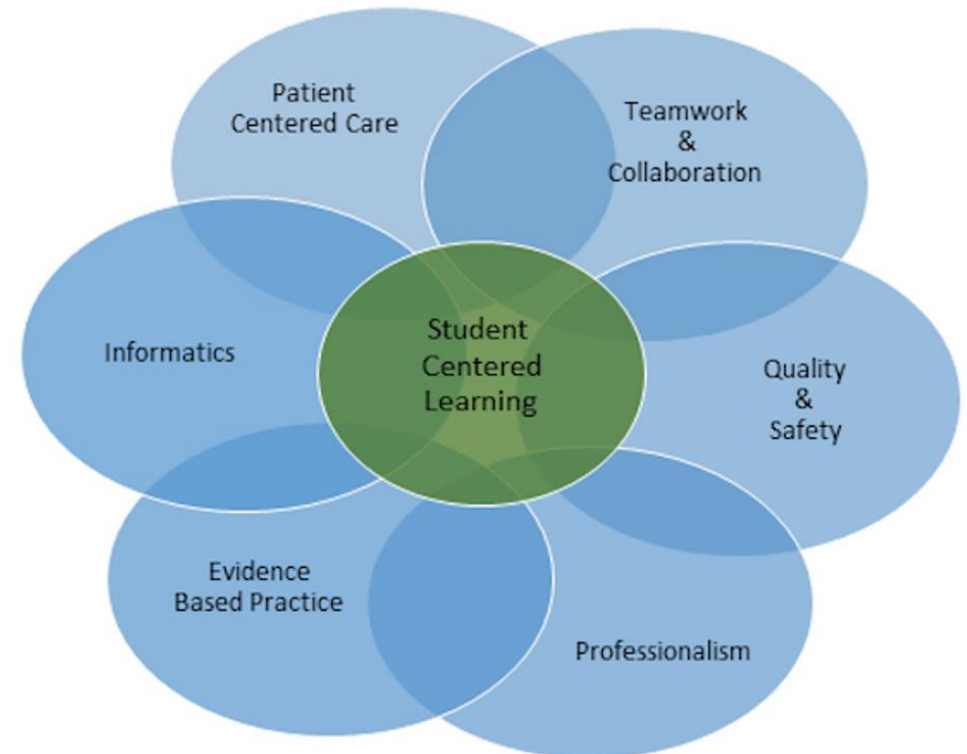 Patient
Centered Care
Teamwork
&
Collaboration
Informatics
Student
Centered
Learning
Quality
&
Safety
Evidence
Based Practice
Professionalism